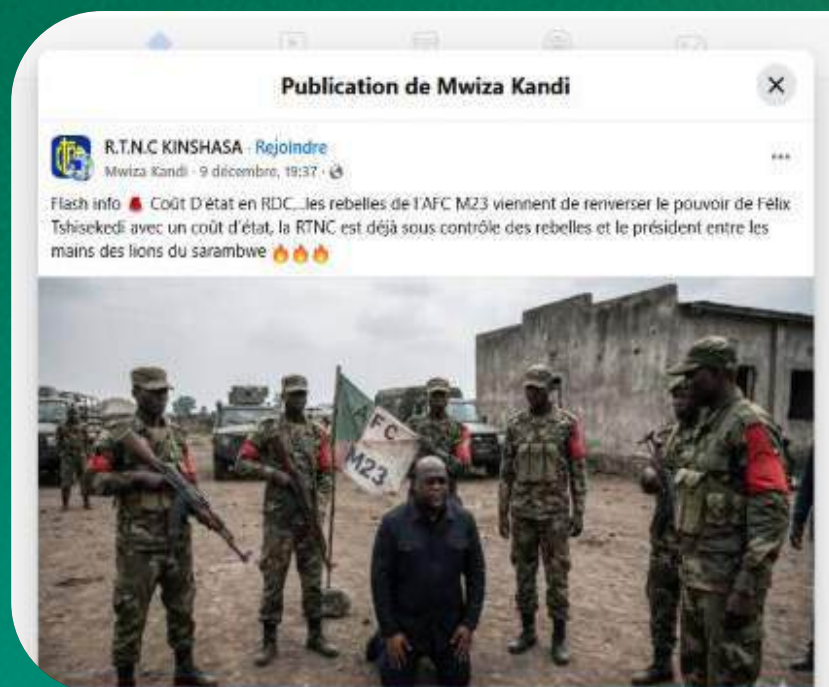 Publication de Mwiza Kandi
R.T.N.C KINSHASA · Rejoindre
Mwiza Kandi · 9 décembre, 19:37 ·
Flash info Coût D'état en RDC...les rebelles de l'AFC M23 viennent de renverser le pouvoir de Félix
Tshisekedi avec un coût d'état, la RTNC est déjà sous contrôle des rebelles et le président entre les
mains des lions du sarambwe 🔥🔥🔥
AFC
M23